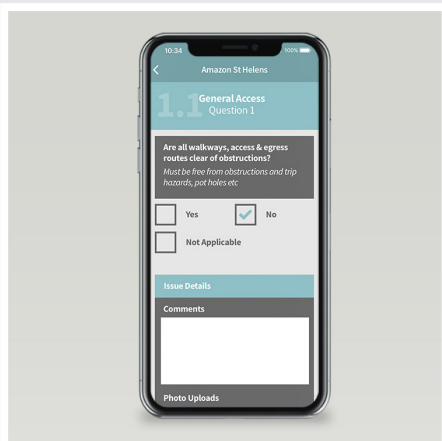 10:34
100%
Amazon St Helens
1.1
General Access
Question 1
Are all walkways, access & egress
routes clear of obstructions?
Must be free from obstructions and trip
hazards, pot holes etc
Yes
No
Not Applicable
Issue Details
Comments
Photo Uploads